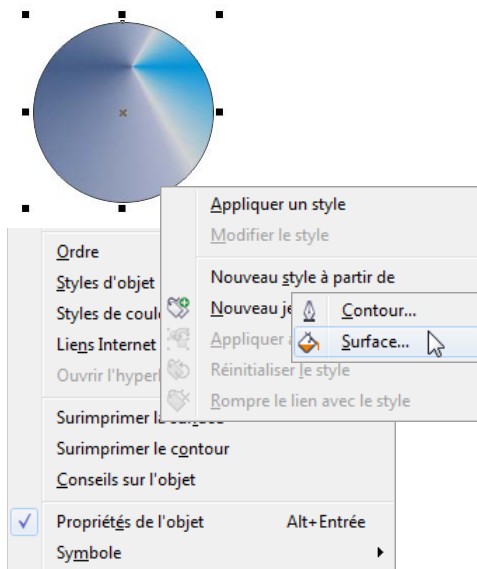 Appliquer un style
Modifier le style
Nouveau style à partir de
Nouveau je
Contour...
Surface...
Appliquer
Réinitialiser le style
Rompre le lien avec le style
Ordre
Styles d'objet
Styles de coul
Liens Internet
Ouvrir l'hyperl
Surimprimer la surface
Surimprimer le contour
Conseils sur l'objet
Propriétés de l'objet Alt+Entrée
Symbole